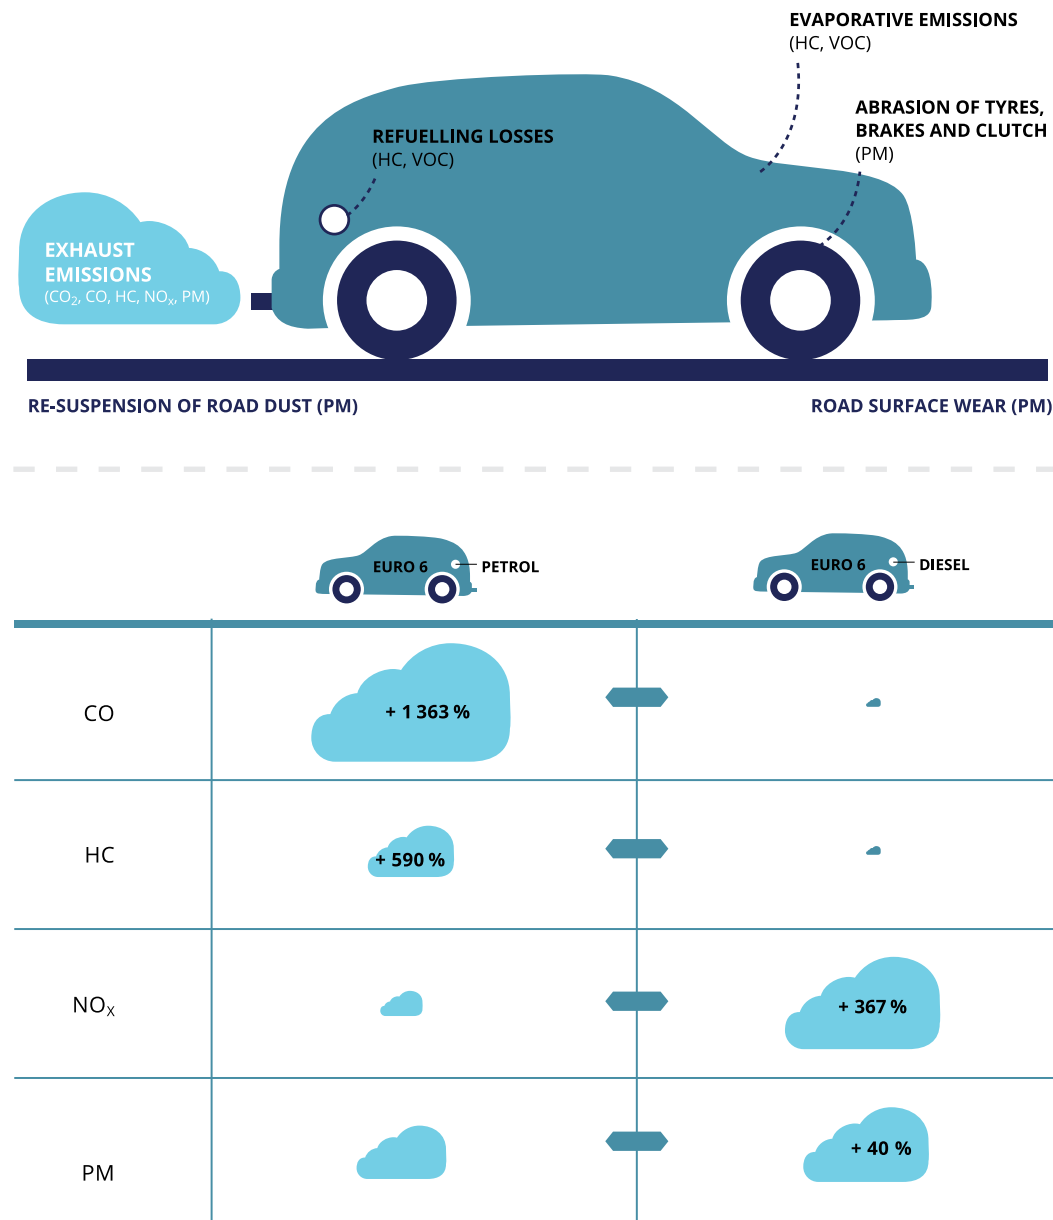 EVAPORATIVE EMISSIONS
(HC, VOC)
ABRASION OF TYRES,
BRAKES AND CLUTCH
(PM)
REFUELLING LOSSES
(HC, VOC)
EXHAUST
EMISSIONS
(CO₂, CO, HC, NOₓ, PM)
RE-SUSPENSION OF ROAD DUST (PM)
ROAD SURFACE WEAR (PM)
EURO 6
PETROL
EURO 6
DIESEL
CO
+ 1 363 %
HC
+ 590 %
NOₓ
+ 367 %
PM
+ 40 %